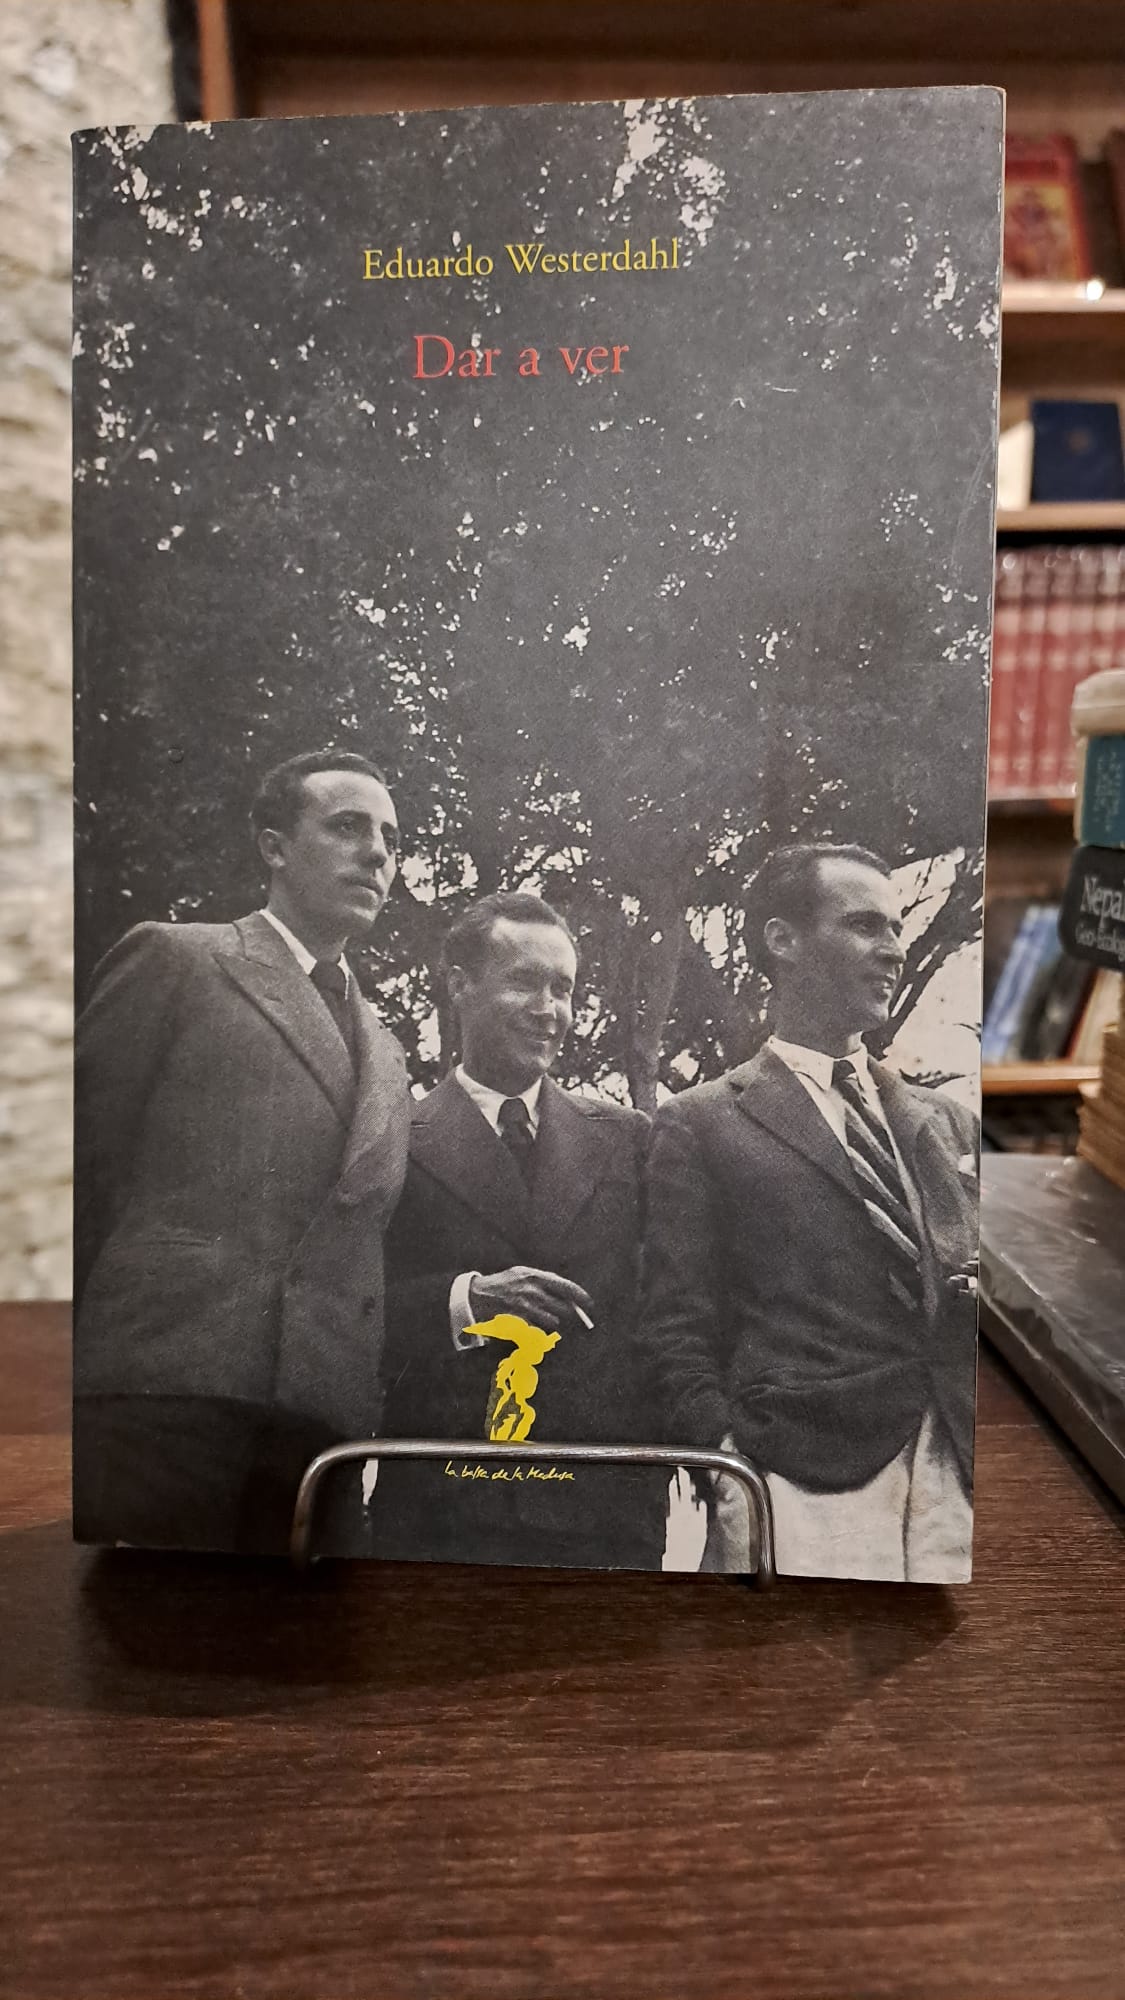 Eduardo Westerdahl
Dar a ver
la balsa de la Medusa
Nepal